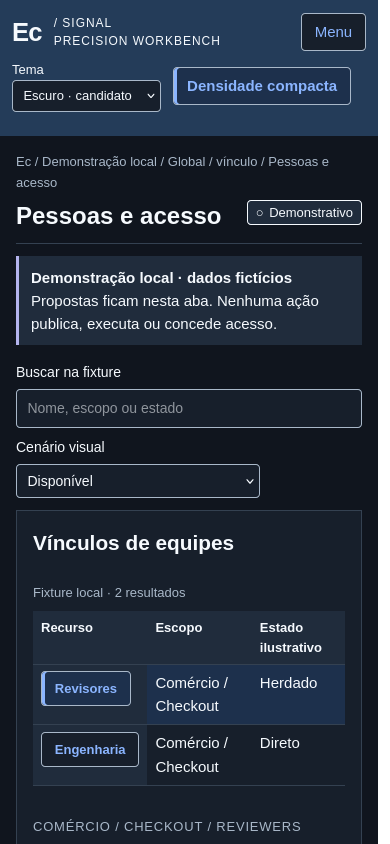 Ec
/ SIGNAL
PRECISION WORKBENCH
Menu
Tema
Escuro · candidato
Densidade compacta
Ec / Demonstração local / Global / vínculo / Pessoas e
acesso
Pessoas e acesso
○ Demonstrativo
Demonstração local · dados fictícios
Propostas ficam nesta aba. Nenhuma ação
publica, executa ou concede acesso.
Buscar na fixture
Nome, escopo ou estado
Cenário visual
Disponível
Vínculos de equipes
Fixture local · 2 resultados
Recurso Escopo Estado
ilustrativo
Revisores Comércio / Herdado
Checkout
Engenharia Comércio / Direto
Checkout
COMÉRCIO / CHECKOUT / REVIEWERS